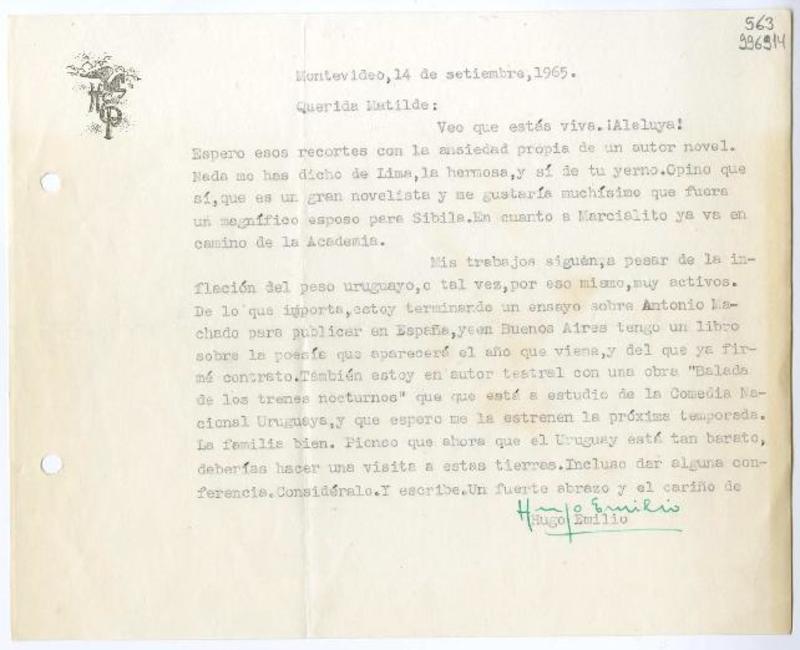 563
996914
HEP
Montevideo,14 de setiembre,1965.
Querida Matilde:
Veo que estás viva.¡Aleluya!
Espero esos recortes con la ansiedad propia de un autor novel.
Nada me has dicho de Lima,la hermosa,y sí de tu yerno.Opino que
sí,que es un gran novelista y me gustaría muchísimo que fuera
un magnífico esposo para Sibila.En cuanto a Marcialito ya va en
camino de la Academia.
Mis trabajos siguen,a pesar de la in-
flación del peso uruguayo,o tal vez,por eso mismo,muy activos.
De lo que importa,estoy terminando un ensayo sobre Antonio Ma-
chado para publicar en España,yeen Buenos Aires tengo un libro
sobre la poesía que aparecerá el año que viene,y del que ya fir-
mé contrato.También estoy en autor teatral con una obra "Balada
de los trenes nocturnos" que que está a estudio de la Comedia Na-
cional Uruguaya,y que espero me la estrenen la próxima temporada.
La familia bien. Pienso que ahora que el Uruguay está tan barato,
deberías hacer una visita a estas tierras.Incluso dar alguna con-
ferencia.Considéralo.Y escribe.Un fuerte abrazo y el cariño de
Hugo Emilio
Hugo Emilio